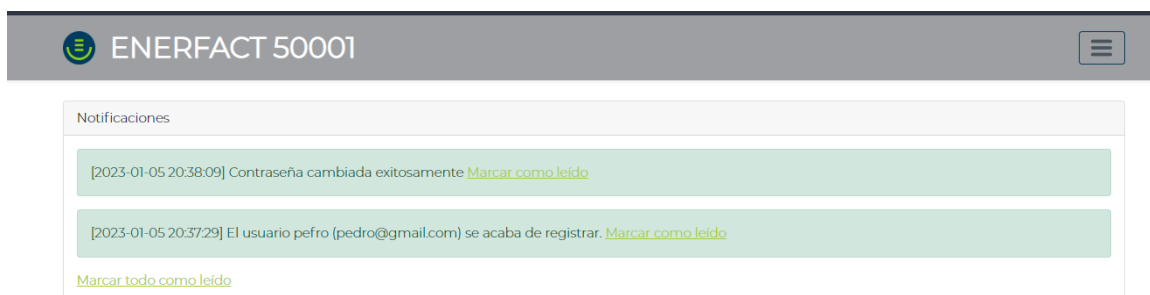 ENERFACT 50001
Notificaciones
[2023-01-05 20:38:09] Contraseña cambiada exitosamente Marcar como leído
[2023-01-05 20:37:29] El usuario pefro (pedro@gmail.com) se acaba de registrar. Marcar como leído
Marcar todo como leído